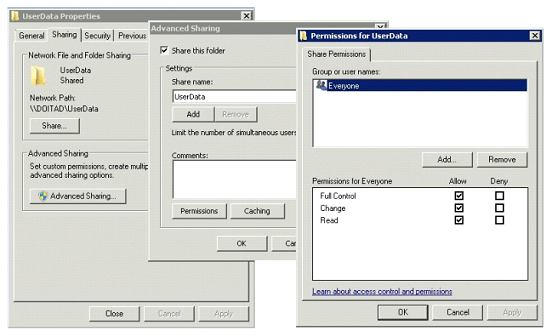 UserData Properties
General
Sharing
Security
Previous
Network File and Folder Sharing
UserData
Shared
Network Path:
\\DOITAD\UserData
Share...
Advanced Sharing
Set custom permissions, create multip
advanced sharing options.
Advanced Sharing...
Close
Cancel
Apply
Advanced Sharing
Share this folder
Settings
Share name:
UserData
Add
Remove
Limit the number of simultaneous users
Comments:
Permissions
Caching
OK
Can
Permissions for UserData
Share Permissions
Group or user names:
Everyone
Add...
Remove
Permissions for Everyone
Allow
Deny
Full Control
Change
Read
Learn about access control and permissions
OK
Cancel
Apply